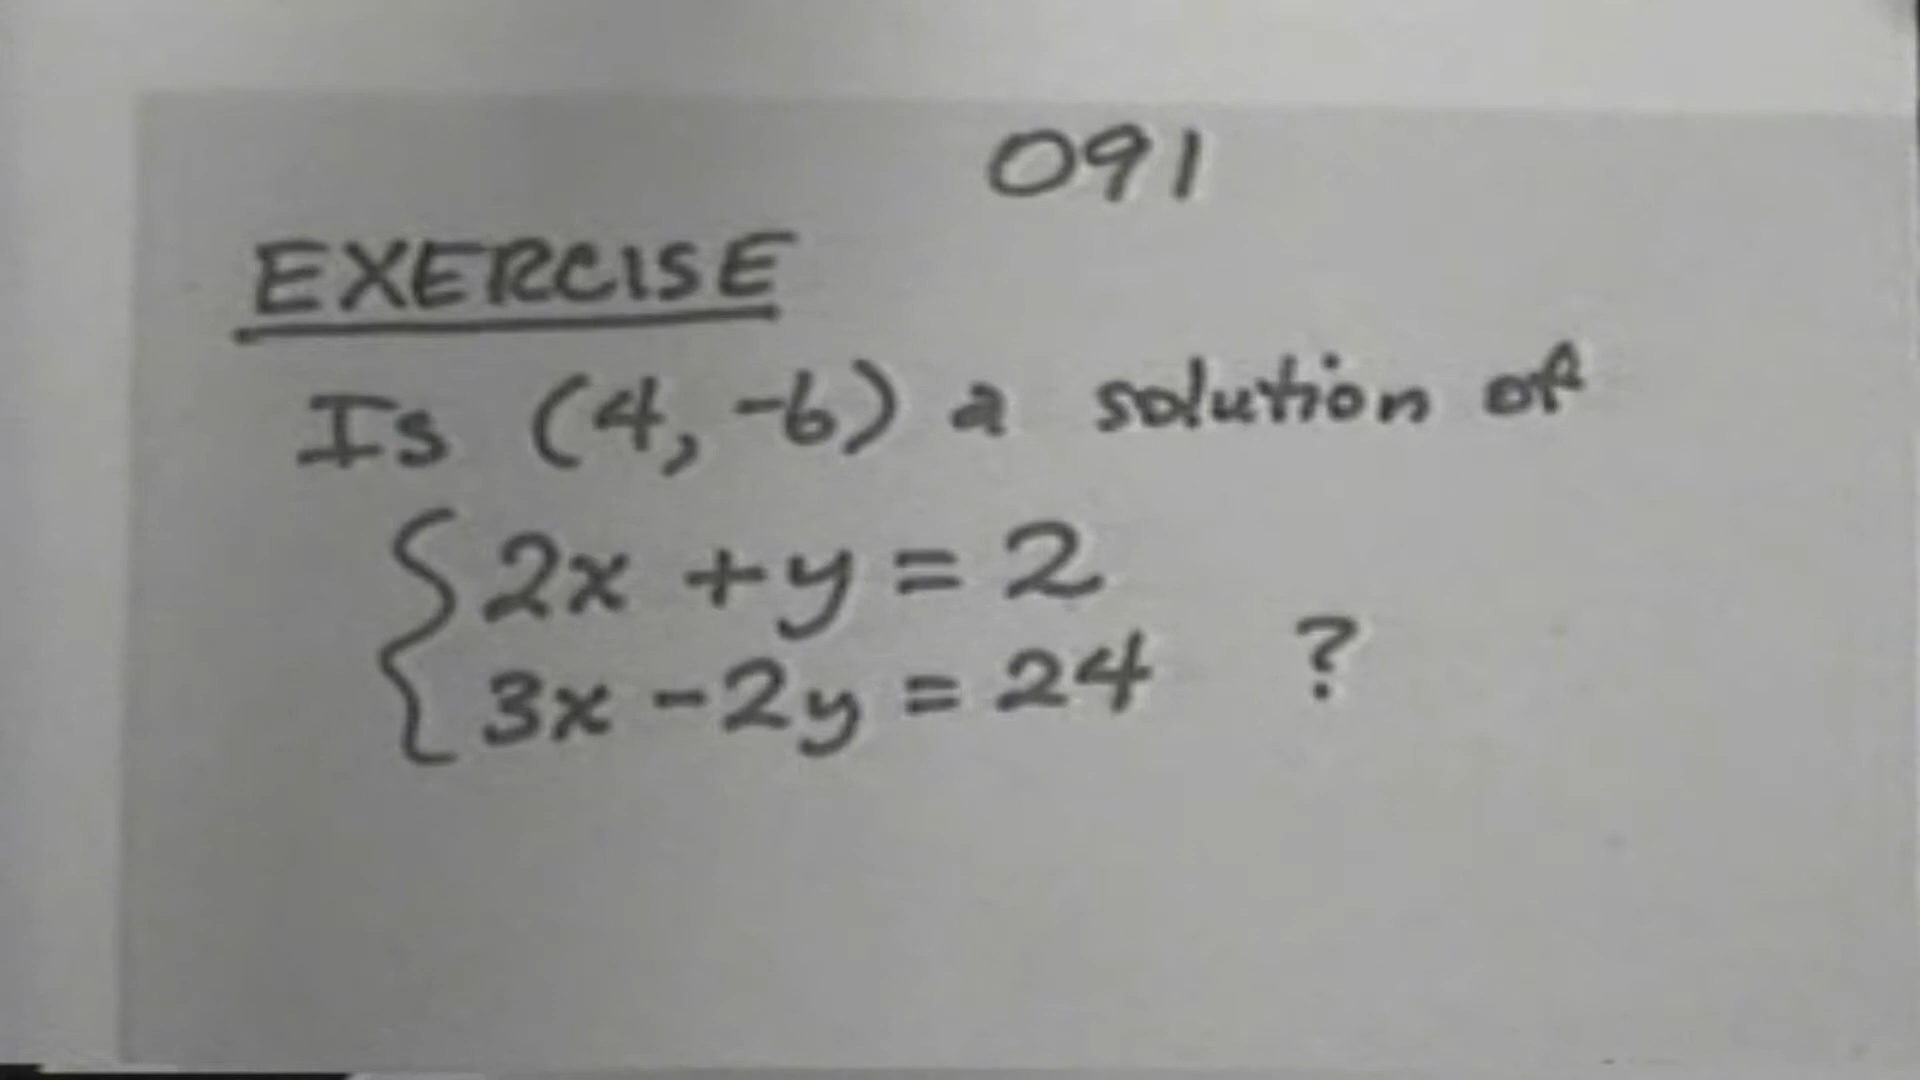 091
EXERCISE
Is (4, -6) a solution of
{2x + y = 2
{3x - 2y = 24 ?